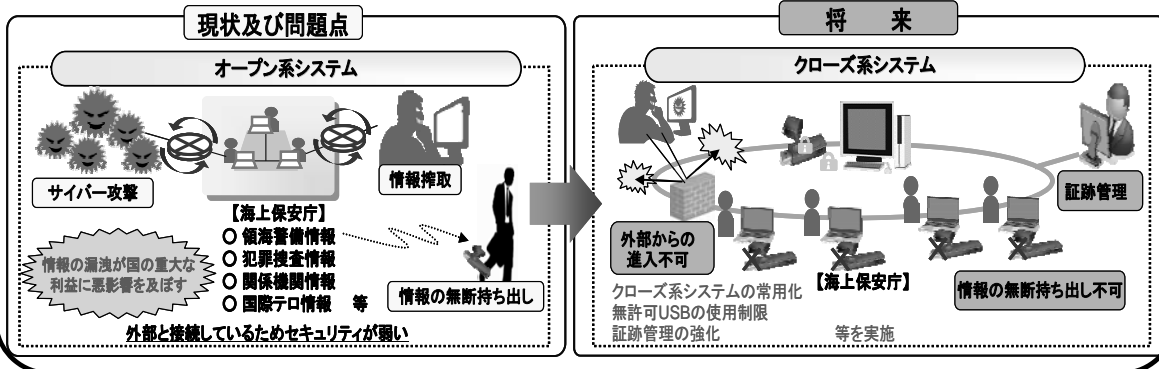 現状及び問題点
オープン系システム
サイバー攻撃
情報搾取
【海上保安庁】
○ 領海警備情報
○ 犯罪捜査情報
○ 関係機関情報
○ 国際テロ情報　等
情報の漏洩が国の重大な
利益に悪影響を及ぼす
情報の無断持ち出し
外部と接続しているためセキュリティが弱い
将　来
クローズ系システム
証跡管理
外部からの
進入不可
【海上保安庁】
情報の無断持ち出し不可
クローズ系システムの常用化
無許可USBの使用制限
証跡管理の強化　　　　　等を実施